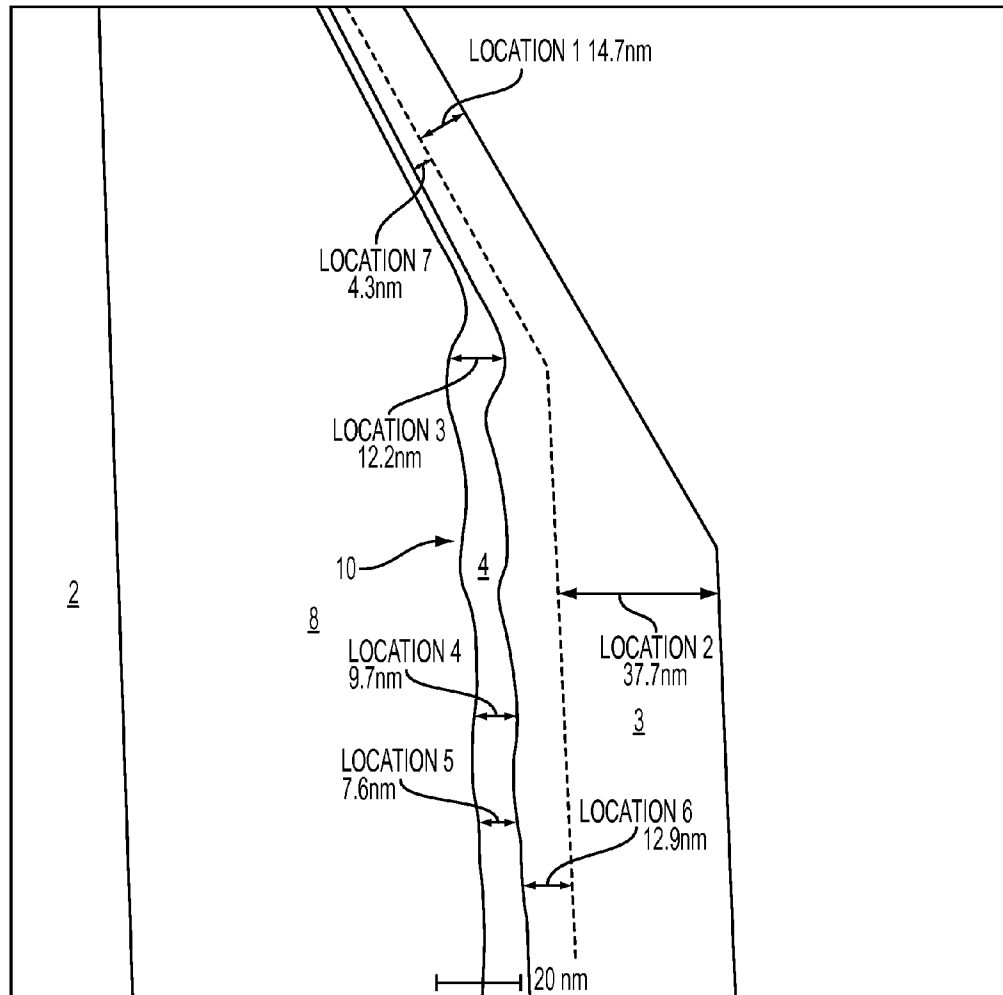 LOCATION 1 14.7nm
LOCATION 7
4.3nm
LOCATION 3
12.2nm
10
4
2
8
LOCATION 2
37.7nm
LOCATION 4
9.7nm
3
LOCATION 5
7.6nm
LOCATION 6
12.9nm
20 nm